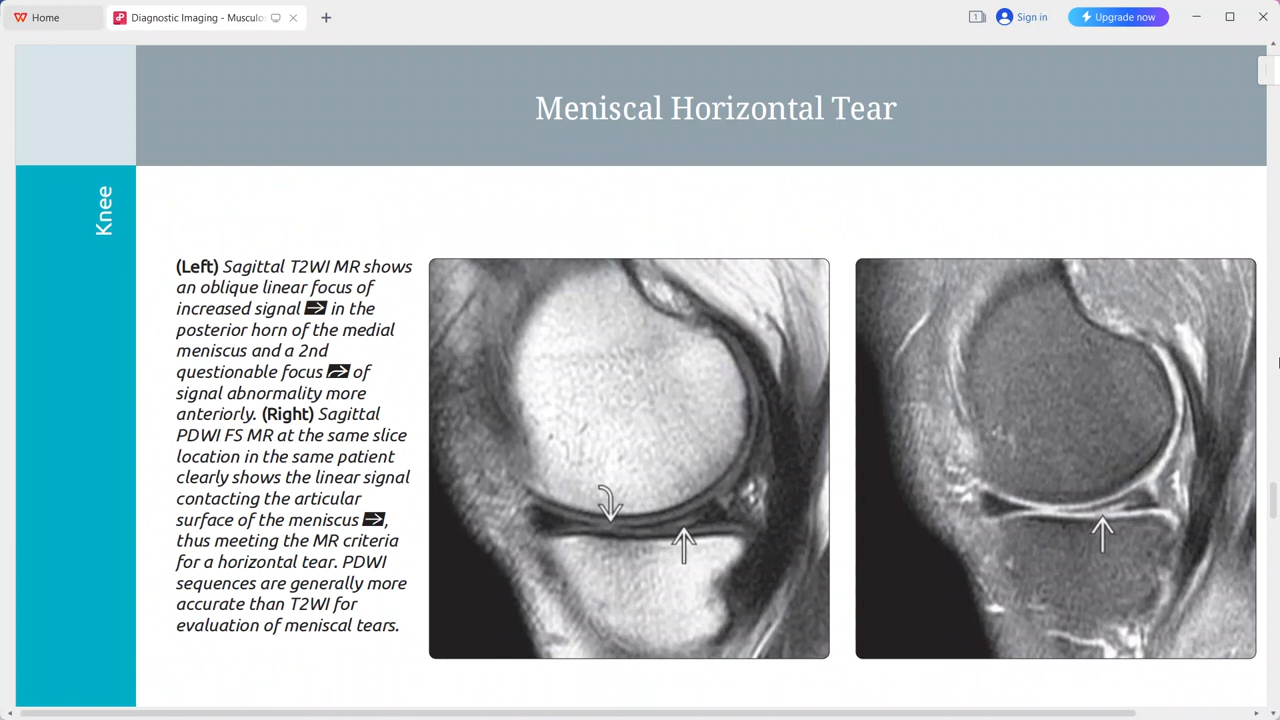 Home
Diagnostic Imaging - Musculos
1
Sign in
Upgrade now
Meniscal Horizontal Tear
Knee
(Left) Sagittal T2WI MR shows
an oblique linear focus of
increased signal in the
posterior horn of the medial
meniscus and a 2nd
questionable focus of
signal abnormality more
anteriorly. (Right) Sagittal
PDWI FS MR at the same slice
location in the same patient
clearly shows the linear signal
contacting the articular
surface of the meniscus ,
thus meeting the MR criteria
for a horizontal tear. PDWI
sequences are generally more
accurate than T2WI for
evaluation of meniscal tears.